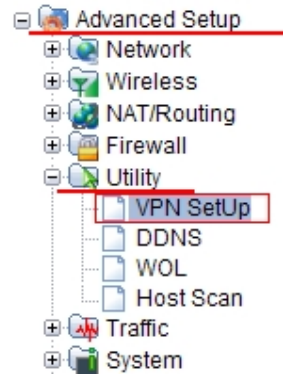 Advanced Setup
Network
Wireless
NAT/Routing
Firewall
Utility
VPN SetUp
DDNS
WOL
Host Scan
Traffic
System